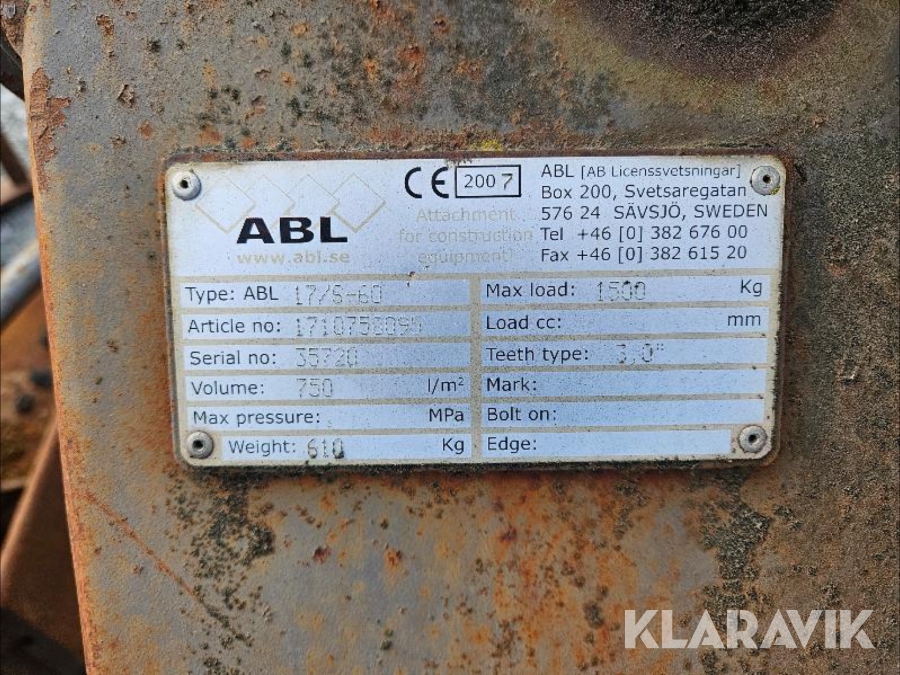 CE 2007
ABL [AB Licenssvetsningar]
Box 200, Svetsaregatan
576 24 SÄVSJÖ, SWEDEN
Tel +46 [0] 382 676 00
Fax +46 [0] 382 615 20
ABL
www.abl.se
Attachment
for construction
equipment!
Type: ABL 17/S-60
Article no:
Serial no: 35720
Volume: 750 l/m²
Max pressure: MPa
Weight: 610 Kg
Max load: 1500 Kg
Load cc: mm
Teeth type: 3,0"
Mark:
Bolt on:
Edge:
KLARAVIK